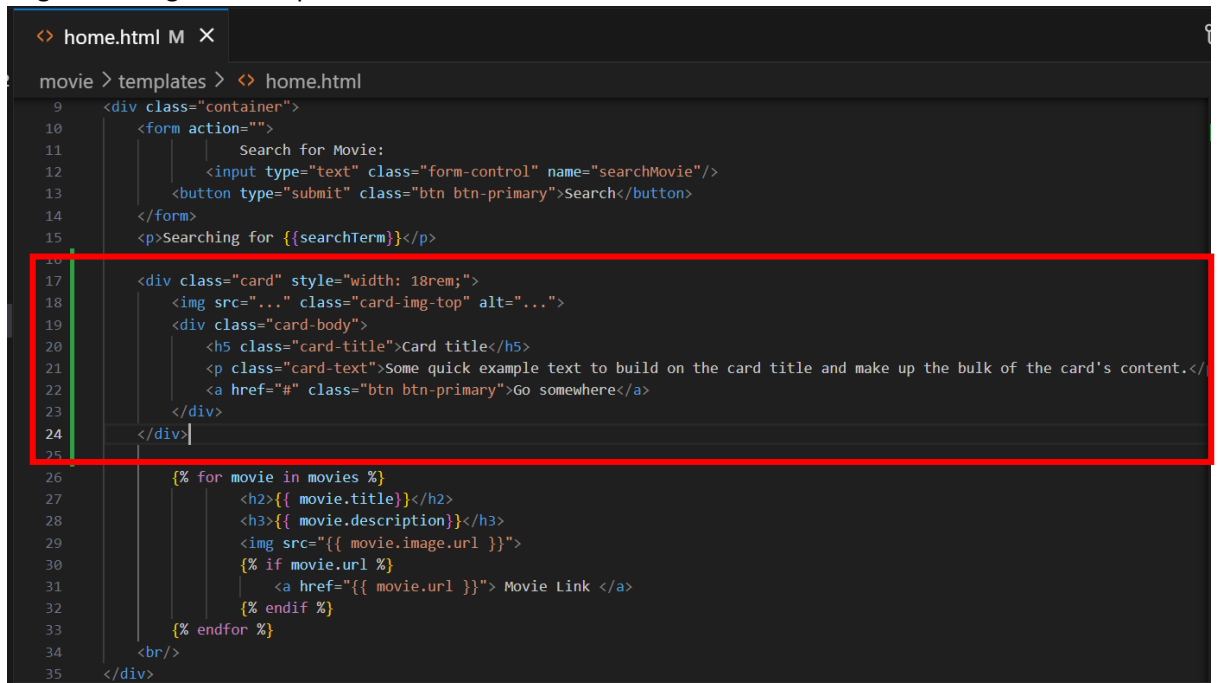 home.html M ×
movie > templates > home.html
9 <div class="container">
10 <form action="">
11 Search for Movie:
12 <input type="text" class="form-control" name="searchMovie"/>
13 <button type="submit" class="btn btn-primary">Search</button>
14 </form>
15 <p>Searching for {{searchTerm}}</p>
16
17 <div class="card" style="width: 18rem;">
18 <img src="..." class="card-img-top" alt="...">
19 <div class="card-body">
20 <h5 class="card-title">Card title</h5>
21 <p class="card-text">Some quick example text to build on the card title and make up the bulk of the card's content.</
22 <a href="#" class="btn btn-primary">Go somewhere</a>
23 </div>
24 </div>
25
26 {% for movie in movies %}
27 <h2>{{ movie.title}}</h2>
28 <h3>{{ movie.description}}</h3>
29 <img src="{{ movie.image.url }}">
30 {% if movie.url %}
31 <a href="{{ movie.url }}"> Movie Link </a>
32 {% endif %}
33 {% endfor %}
34 <br/>
35 </div>